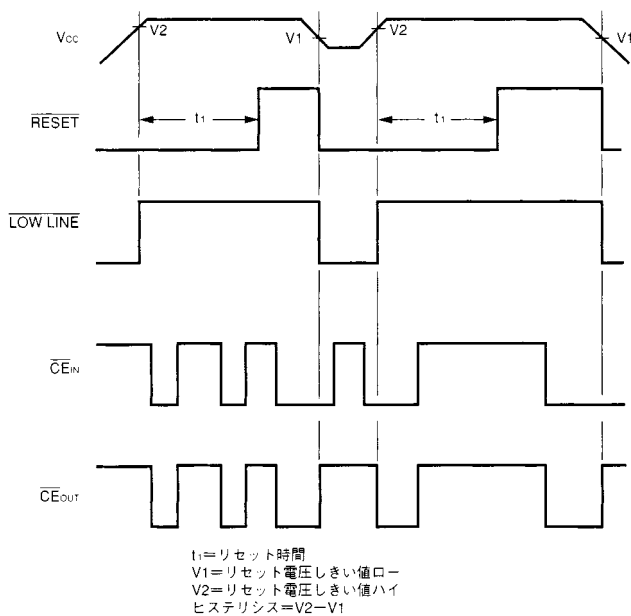 Vcc
V2
V1
V2
V1
RESET
t1
t1
LOW LINE
CEIN
CEOUT
t1=リセット時間
V1=リセット電圧しきい値ロー
V2=リセット電圧しきい値ハイ
ヒステリシス=V2−V1